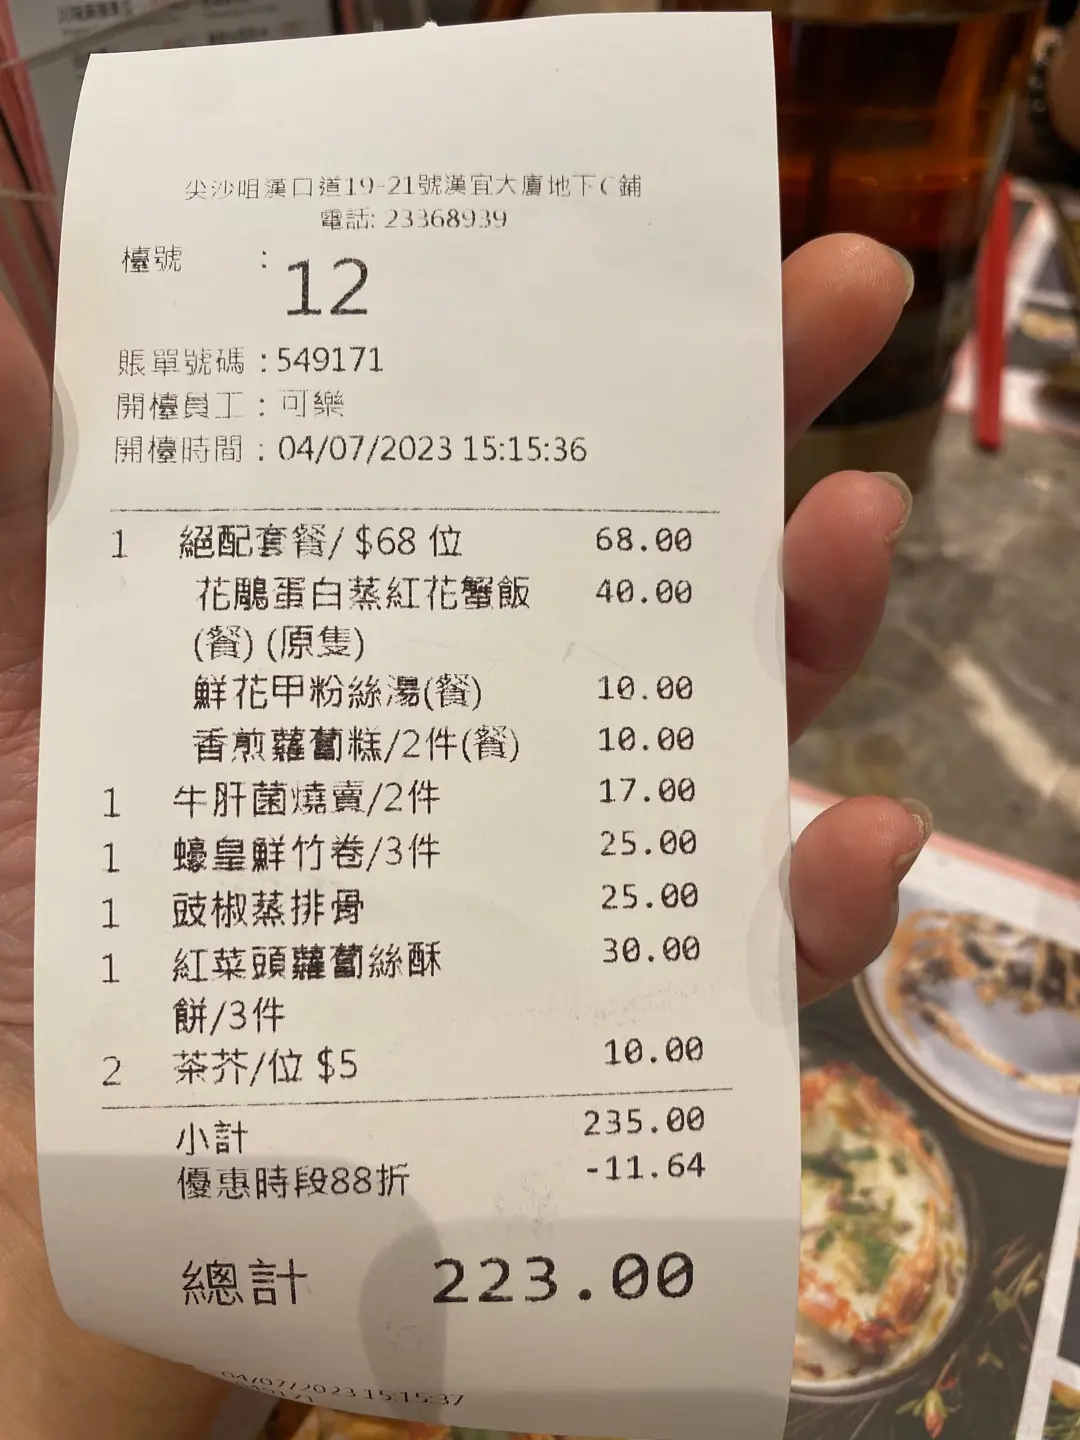 尖沙咀漢口道19-21號漢宜大廈地下C鋪
電話: 23368939
檯號 : 12
賬單號碼 : 549171
開檯員工 : 可樂
開檯時間 : 04/07/2023 15:15:36
1 絕配套餐/ $68 位 68.00
花鵰蛋白蒸紅花蟹飯 40.00
(餐) (原隻)
鮮花甲粉絲湯(餐) 10.00
香煎蘿蔔糕/2件(餐) 10.00
1 牛肝菌燒賣/2件 17.00
1 蠔皇鮮竹卷/3件 25.00
1 豉椒蒸排骨 25.00
1 紅菜頭蘿蔔絲酥 30.00
餅/3件
2 茶芥/位 $5 10.00
小計 235.00
優惠時段88折 -11.64
總計 223.00
04/07/2023 15:15:37